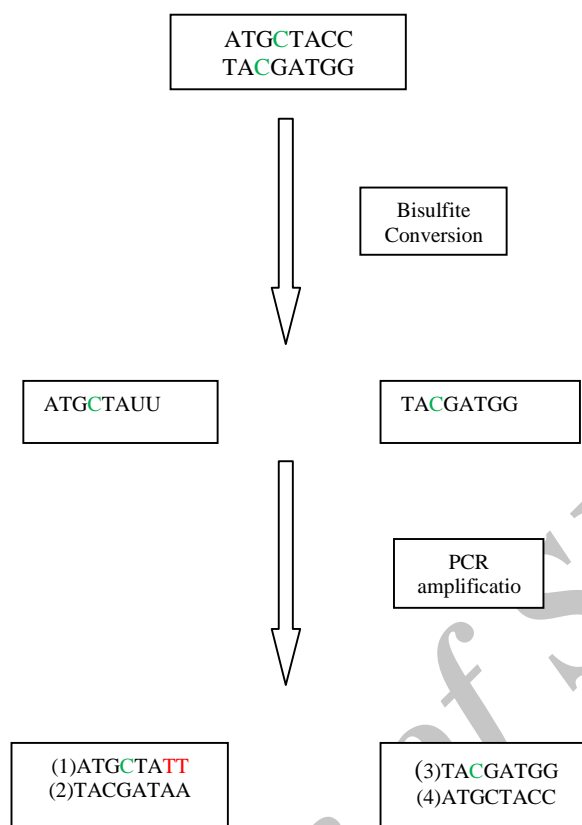 ATGCTACC
TACGATGG
Bisulfite
Conversion
ATGCTAUU
TACGATGG
PCR
amplificatio
(1)ATGCTATT
(2)TACGATAA
(3)TACGATGG
(4)ATGCTACC